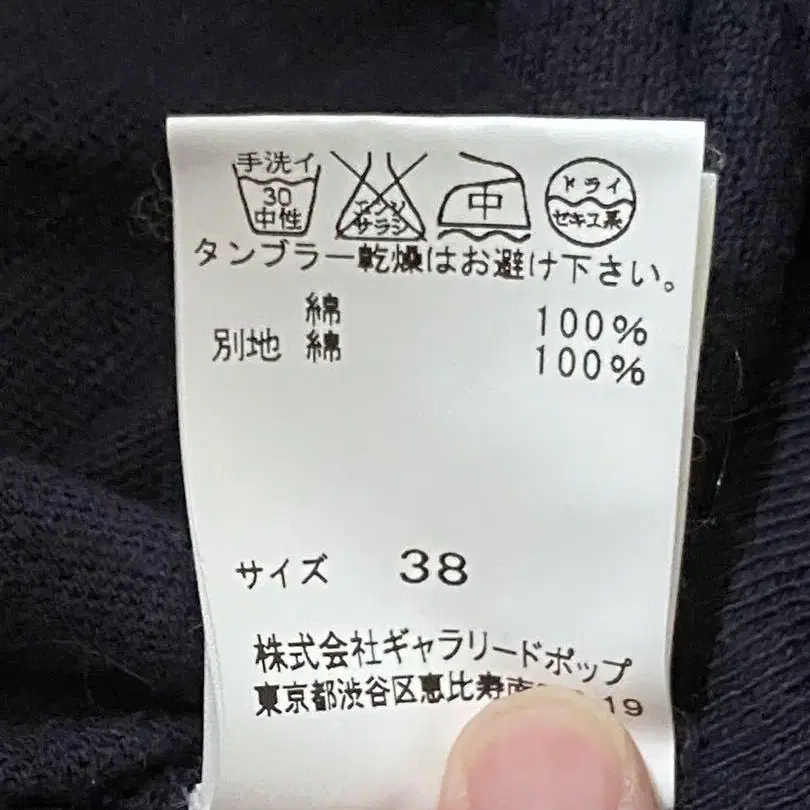 手洗イ
30
中性
エンソ
サラシ
中
ドライ
セキユ系
タンブラー乾燥はお避け下さい。
綿 100%
別地 綿 100%
サイズ 38
株式会社ギャラリードポップ
東京都渋谷区恵比寿南 19